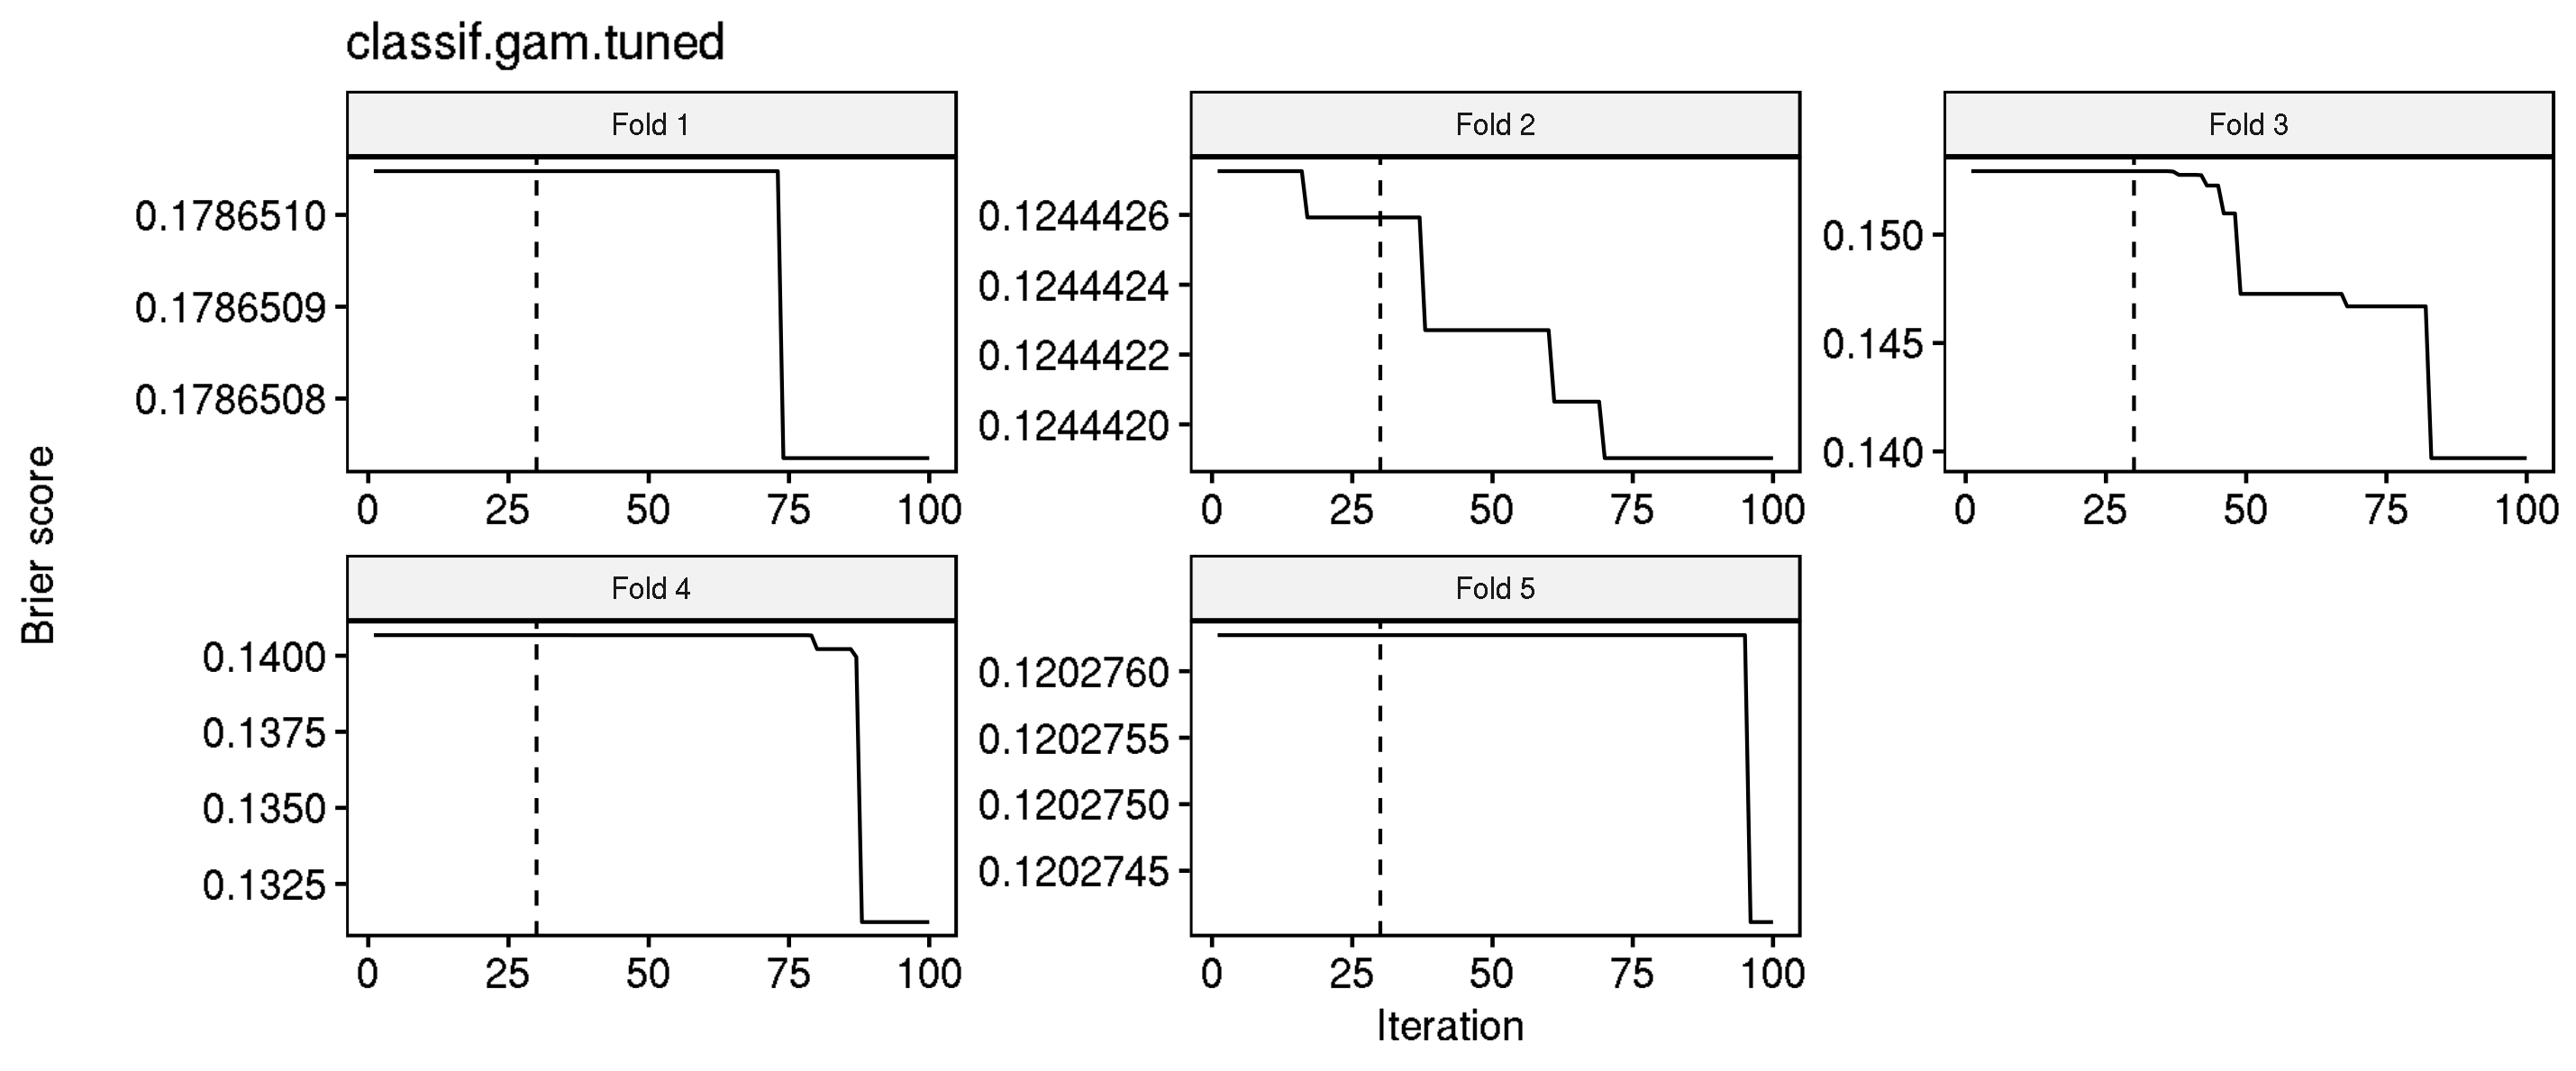 classif.gam.tuned
Fold 1
0.1786510
0.1786509
0.1786508
0 25 50 75 100
Fold 2
0.1244426
0.1244424
0.1244422
0.1244420
0 25 50 75 100
Fold 3
0.150
0.145
0.140
0 25 50 75 100
Brier score
Fold 4
0.1400
0.1375
0.1350
0.1325
0 25 50 75 100
Fold 5
0.1202760
0.1202755
0.1202750
0.1202745
0 25 50 75 100
Iteration